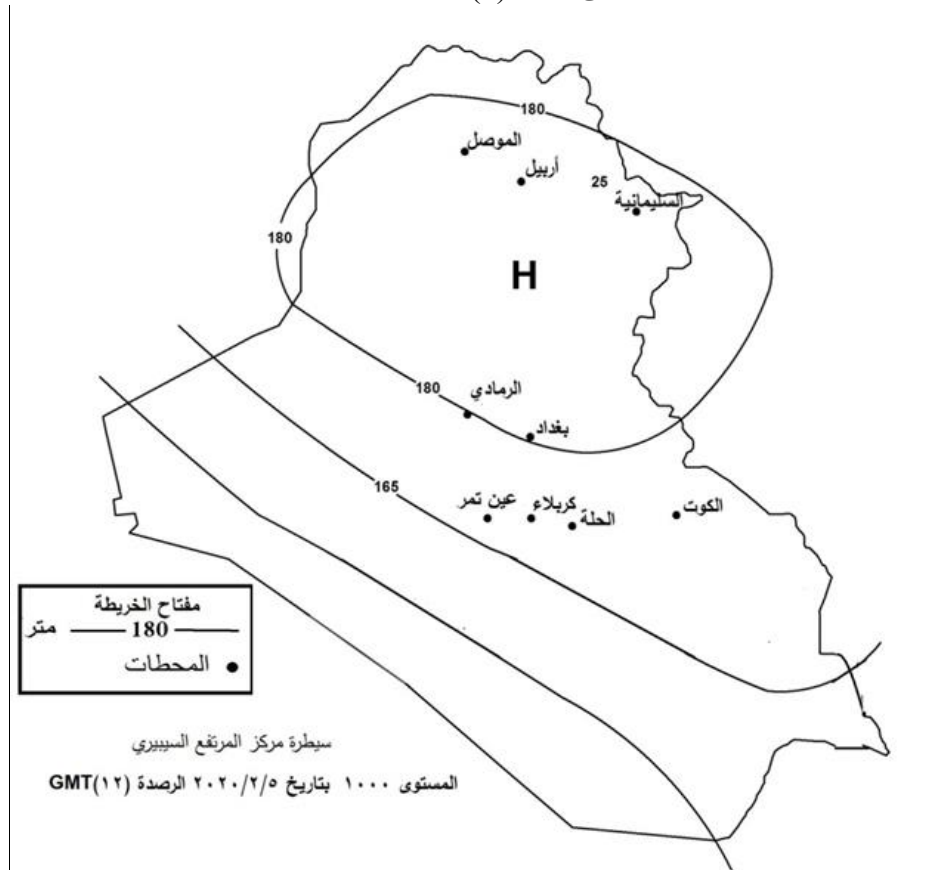 180
الموصل
أربيل
25
السليمانية
180
H
180
الرمادي
بغداد
165
عين تمر
كربلاء
الحلة
الكوت
مفتاح الخريطة
180 متر
المحطات
سيطرة مركز المرتفع السيبيري
المستوى ١٠٠٠ بتاريخ ٢٠٢٠/٢/٥ الرصدة (١٢)GMT